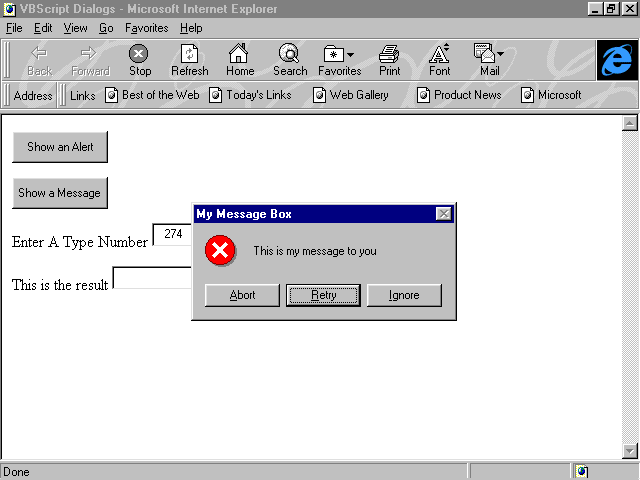 VBScript Dialogs - Microsoft Internet Explorer
File Edit View Go Favorites Help
Back Forward Stop Refresh Home Search Favorites Print Font Mail
Address Links Best of the Web Today's Links Web Gallery Product News Microsoft
Show an Alert
Show a Message
Enter A Type Number 274
This is the result
My Message Box
This is my message to you
Abort Retry Ignore
Done